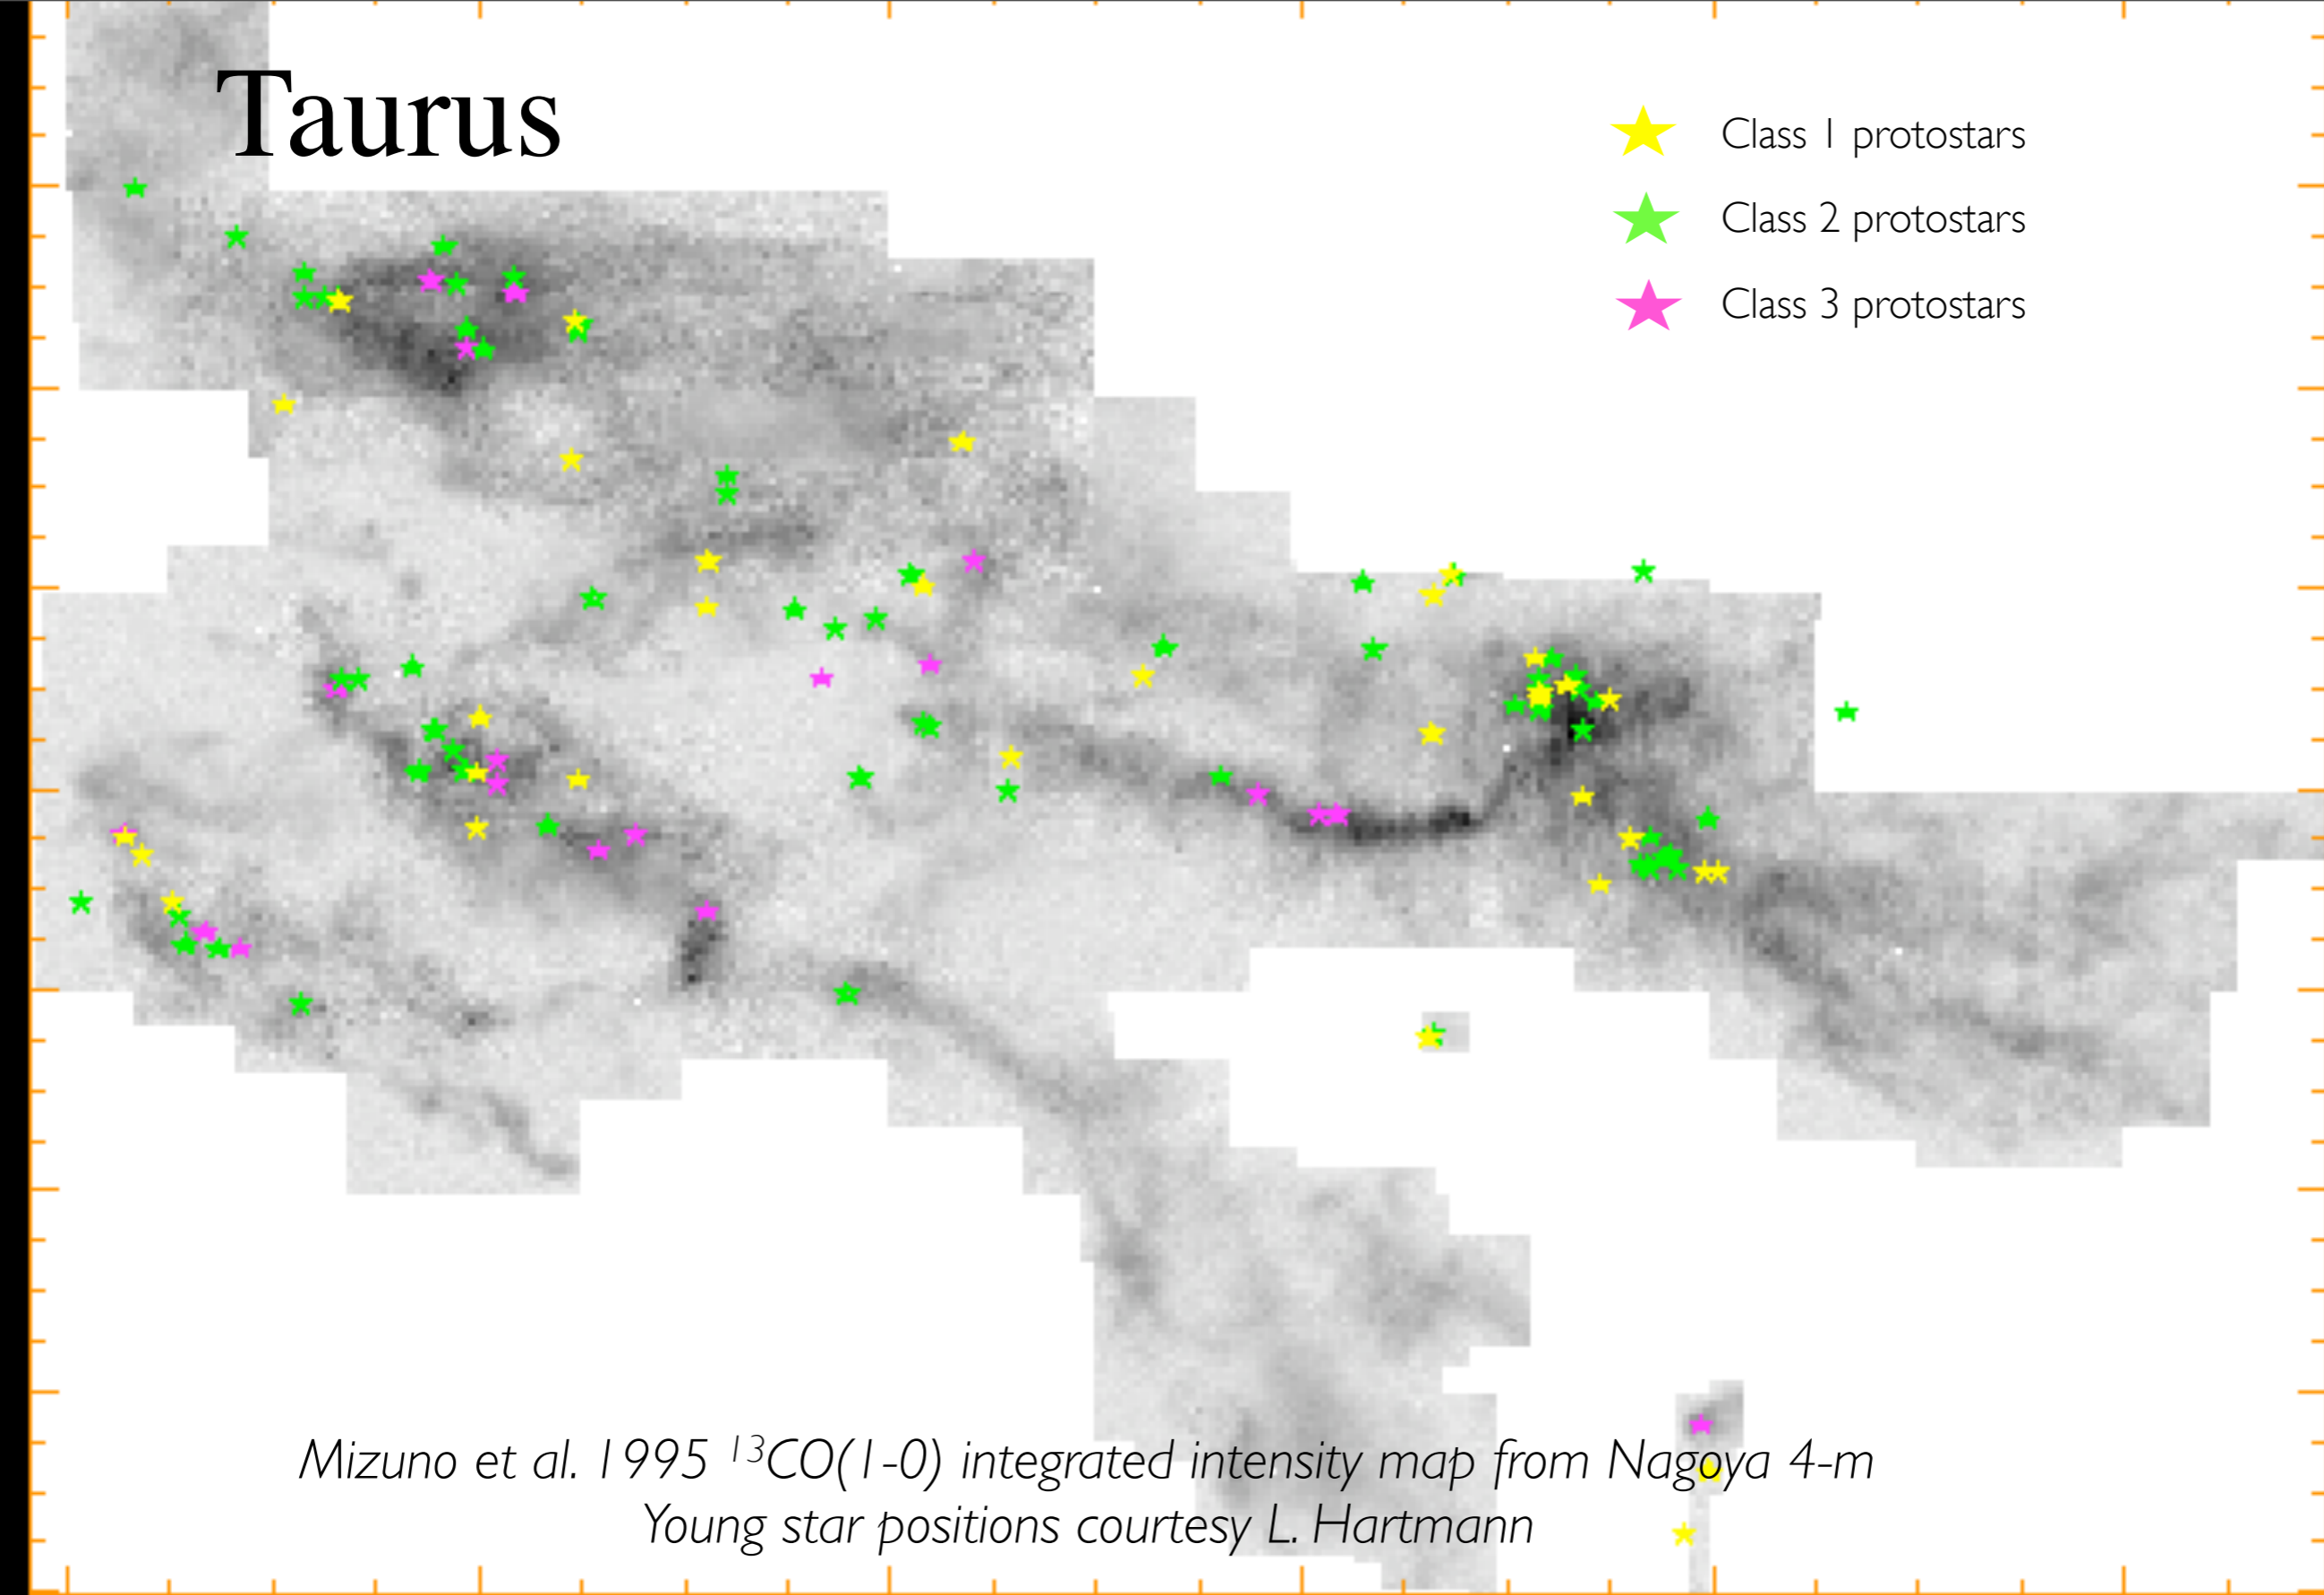 Taurus
Class 1 protostars
Class 2 protostars
Class 3 protostars
Mizuno et al. 1995 ¹³CO(1-0) integrated intensity map from Nagoya 4-m
Young star positions courtesy L. Hartmann